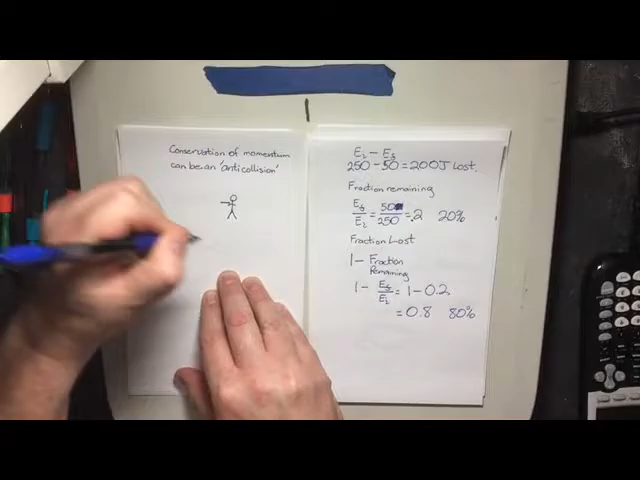 Conservation of momentum
can be an 'anticollision'
E₁ - E₂
250 - 50 = 200J Lost.
Fraction remaining
E₂/E₁ = 50/250 = .2 20%
Fraction Lost
1 - Fraction
Remaining
1 - E₂/E₁ = 1 - 0.2
= 0.8 80%